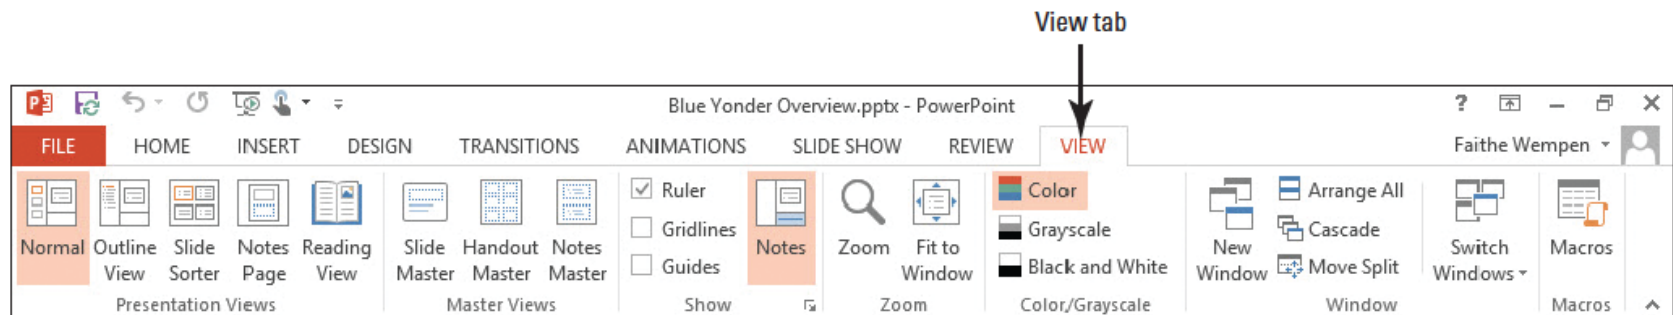 View tab
Blue Yonder Overview.pptx - PowerPoint ?
FILE HOME INSERT DESIGN TRANSITIONS ANIMATIONS SLIDE SHOW REVIEW VIEW Faithe Wempen
Normal
Outline View
Slide Sorter
Notes Page
Reading View
Presentation Views
Slide Master
Handout Master
Notes Master
Master Views
Ruler
Gridlines
Guides
Notes
Show
Zoom
Fit to Window
Zoom
Color
Grayscale
Black and White
Color/Grayscale
New Window
Arrange All
Cascade
Move Split
Switch Windows
Window
Macros
Macros